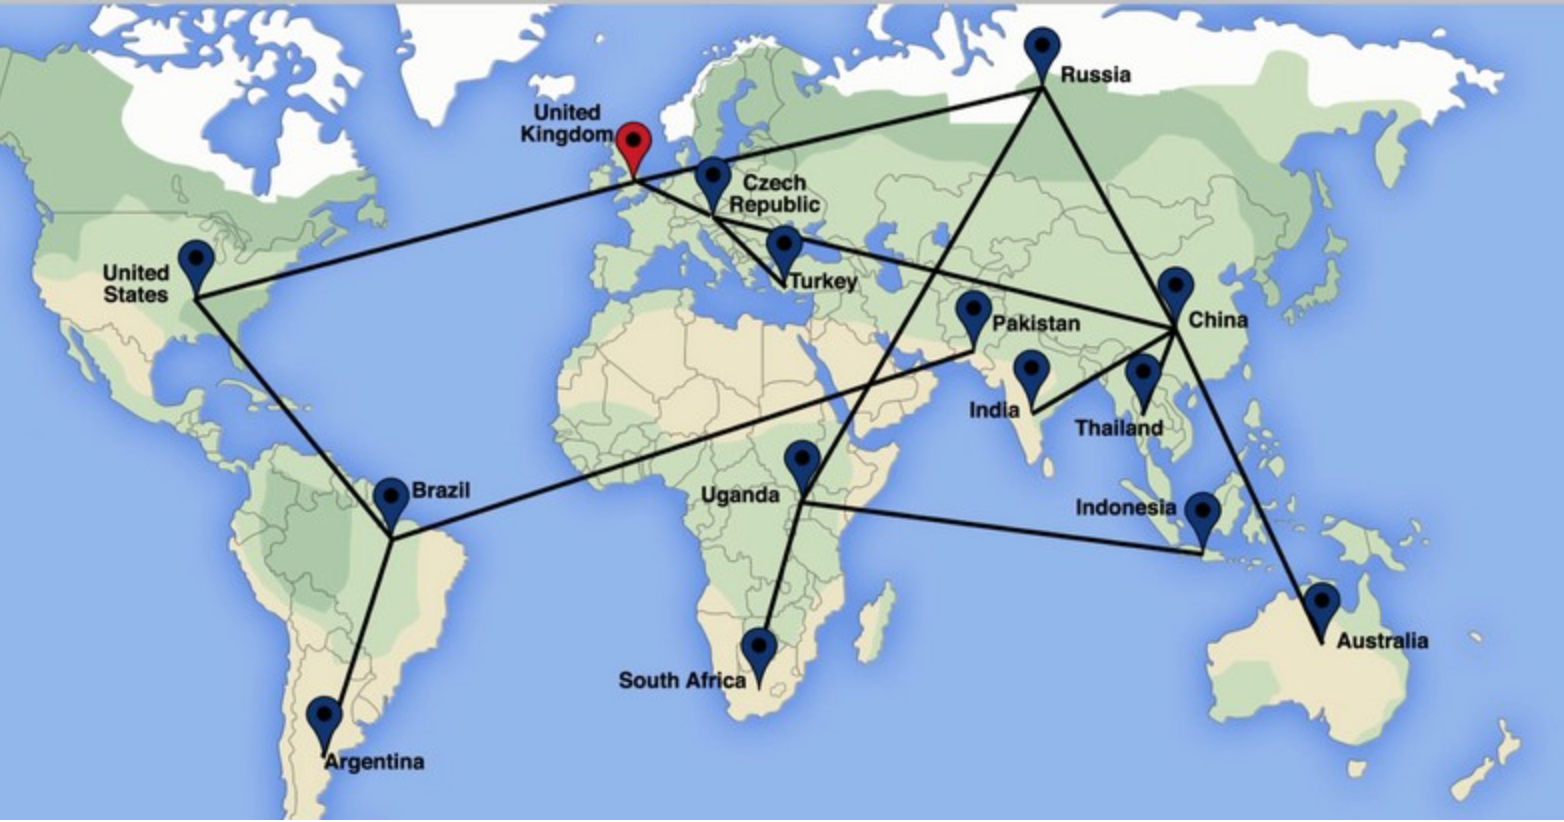 Russia
United
Kingdom
Czech
Republic
United
States
Turkey
Pakistan
China
India
Thailand
Brazil
Uganda
Indonesia
Australia
South Africa
Argentina